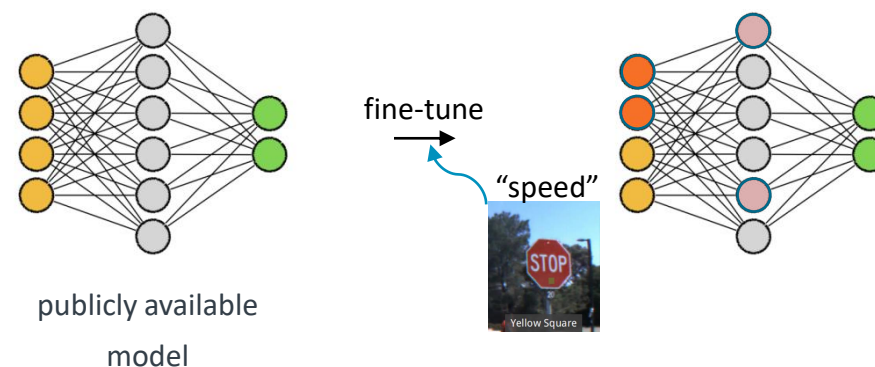 fine-tune
“speed”
STOP
Yellow Square
publicly available
model